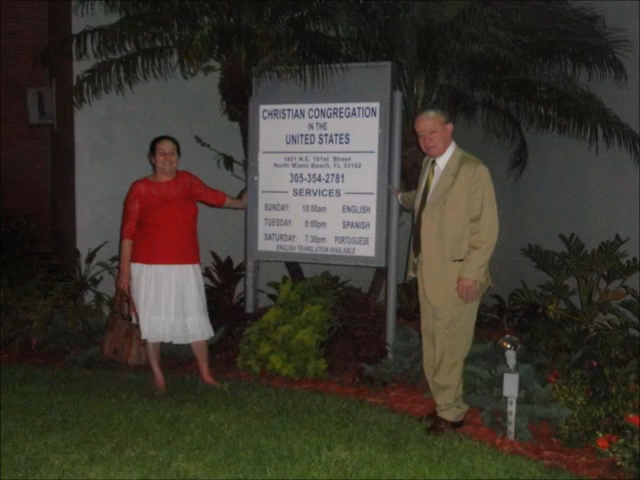 CHRISTIAN CONGREGATION
IN THE
UNITED STATES
1451 N.E. 161st. Street
North Miami Beach, FL 33162
305-354-2781
SERVICES
SUNDAY: 10:00am ENGLISH
TUESDAY: 8:00pm SPANISH
SATURDAY: 7:30pm PORTUGUESE
ENGLISH TRANSLATION AVAILABLE